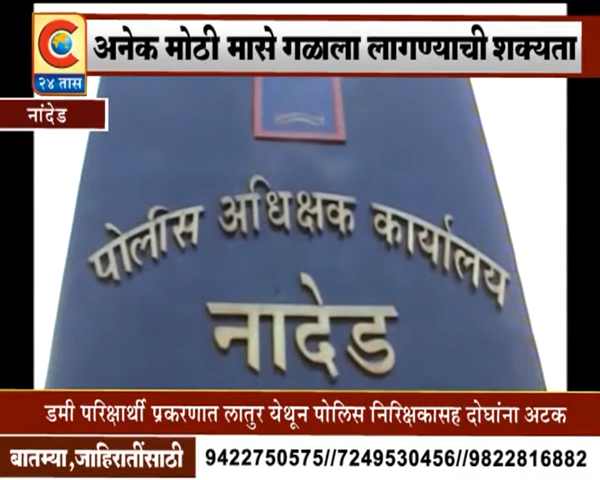 अनेक मोठी मासे गळाला लागण्याची शक्यता
C
२४ तास
नांदेड
पोलीस अधिक्षक कार्यालय
नादेड
डमी परिक्षार्थी प्रकरणात लातुर येथून पोलिस निरिक्षकासह दोघांना अटक
बातम्या,जाहिरातींसाठी
9422750575//7249530456//9822816882